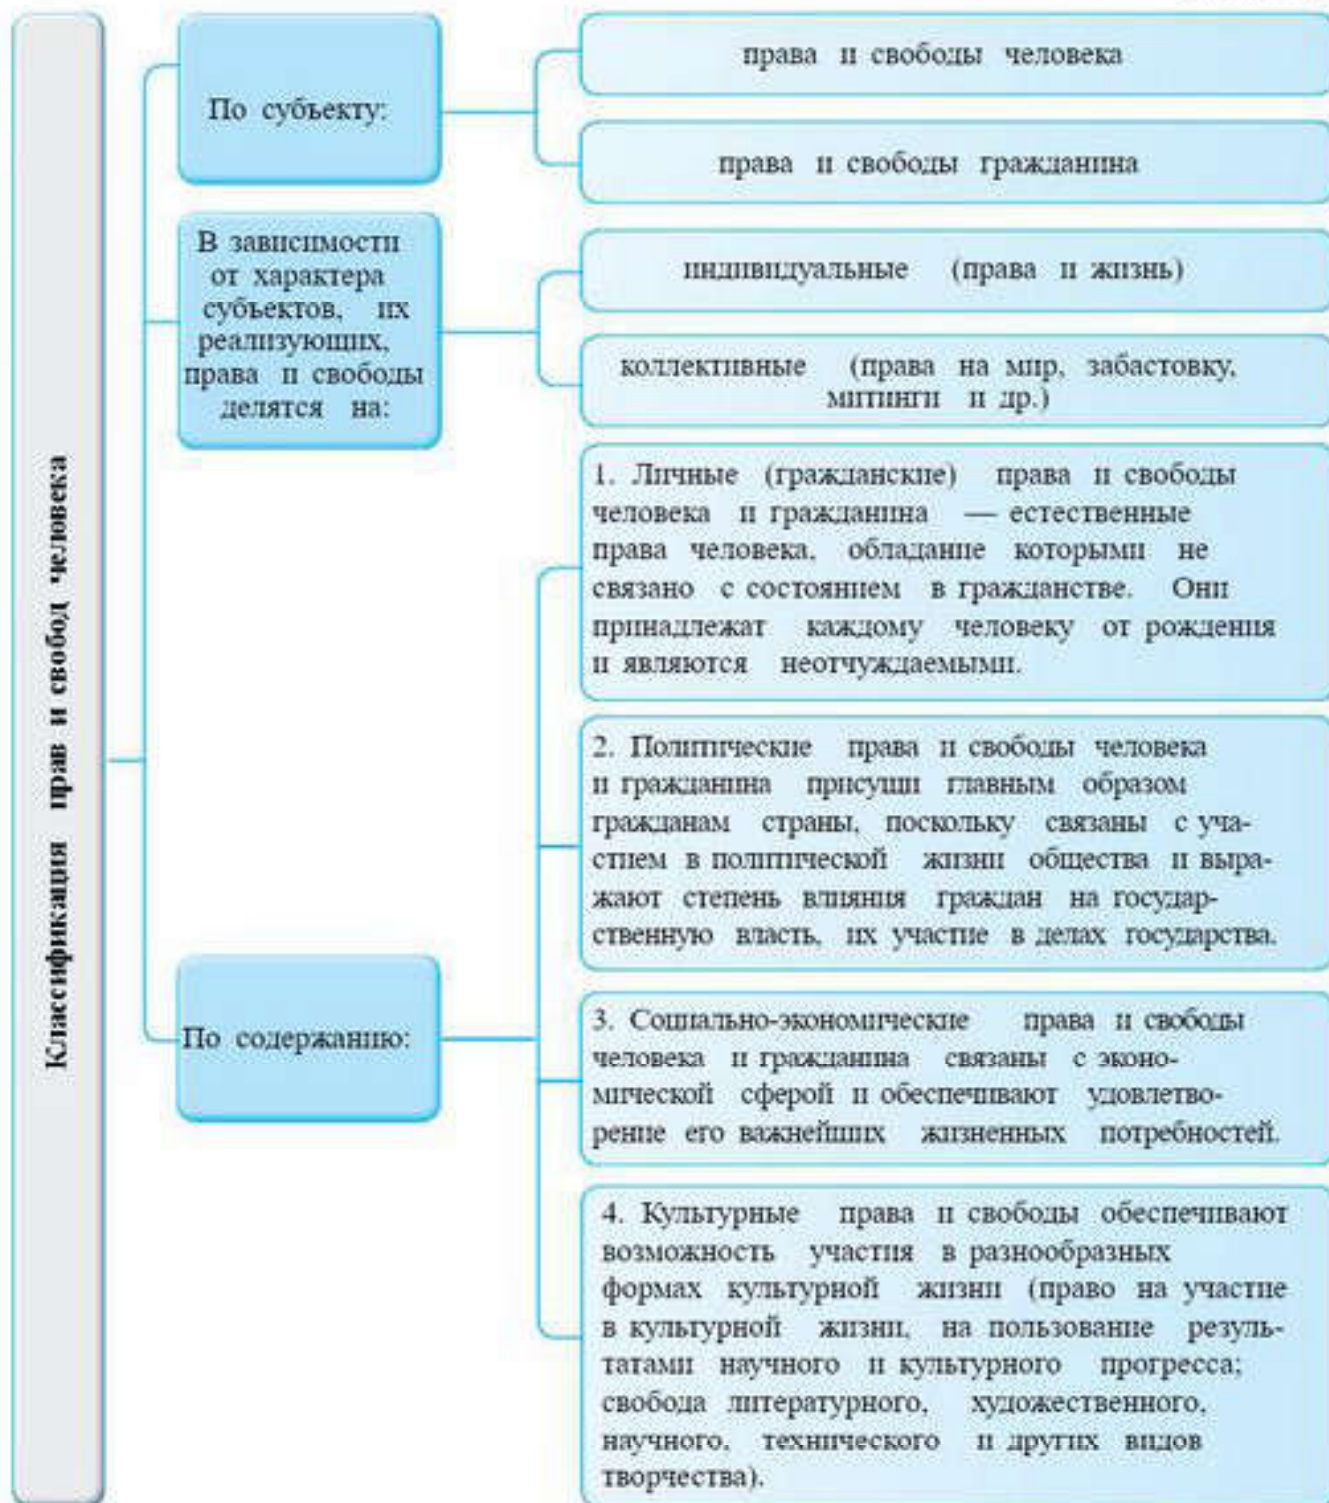 Классификация прав и свобод человека
По субъекту:
права и свободы человека
права и свободы гражданина
В зависимости
от характера
субъектов, их
реализующих,
права и свободы
делятся на:
индивидуальные (права и жизнь)
коллективные (права на мир, забастовку,
митинги и др.)
По содержанию:
1. Личные (гражданские) права и свободы
человека и гражданина — естественные
права человека, обладание которыми не
связано с состоянием в гражданстве. Они
принадлежат каждому человеку от рождения
и являются неотчуждаемыми.
2. Политические права и свободы человека
и гражданина присущи главным образом
гражданам страны, поскольку связаны с уча-
стием в политической жизни общества и выра-
жают степень влияния граждан на государ-
ственную власть, их участие в делах государства.
3. Социально-экономические права и свободы
человека и гражданина связаны с эконо-
мической сферой и обеспечивают удовлетво-
рение его важнейших жизненных потребностей.
4. Культурные права и свободы обеспечивают
возможность участия в разнообразных
формах культурной жизни (право на участие
в культурной жизни, на пользование резуль-
татами научного и культурного прогресса;
свобода литературного, художественного,
научного, технического и других видов
творчества).